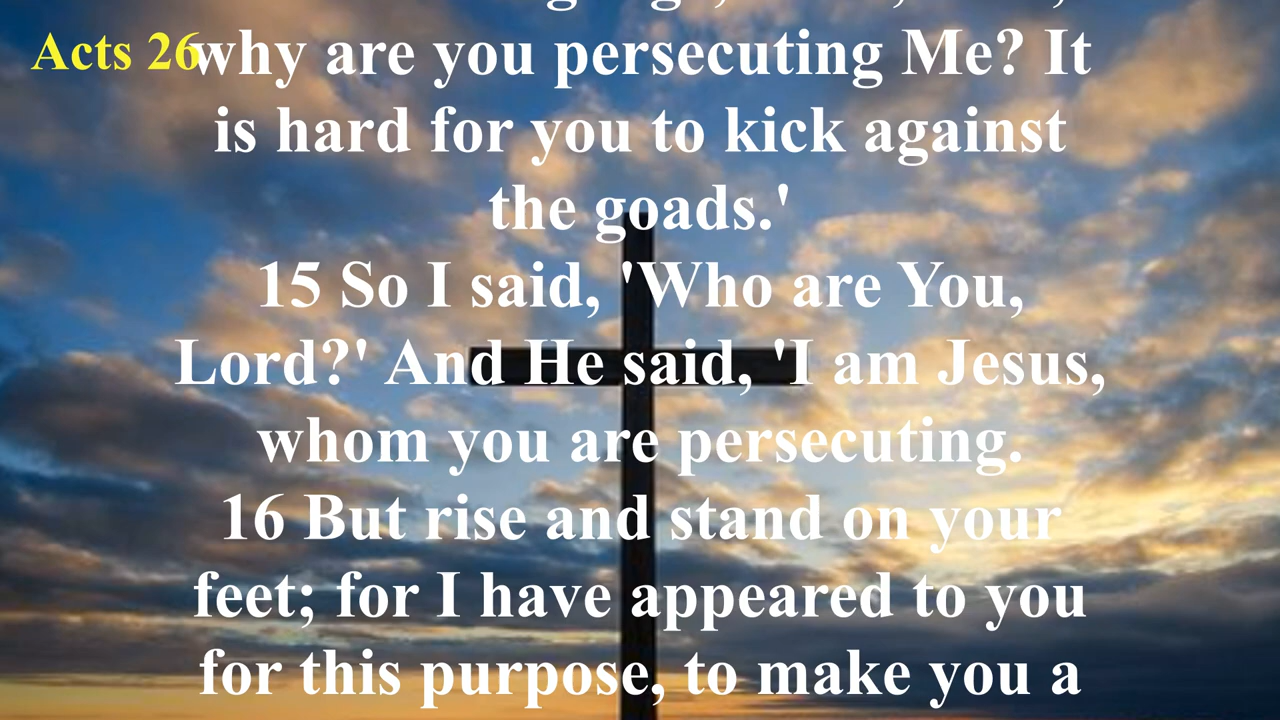 Acts 26
why are you persecuting Me? It
is hard for you to kick against
the goads.'
15 So I said, 'Who are You,
Lord?' And He said, 'I am Jesus,
whom you are persecuting.
16 But rise and stand on your
feet; for I have appeared to you
for this purpose, to make you a